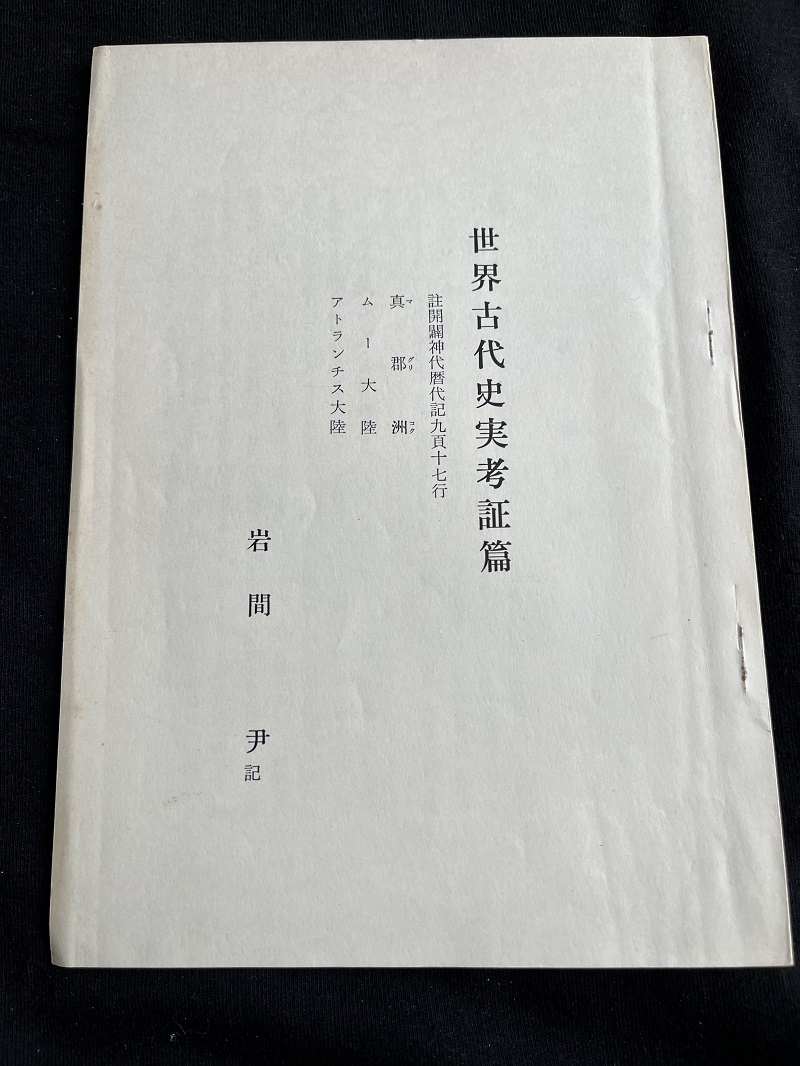 世界古代史実考証篇
註開闢神代暦代記九頁十七行
真郡洲
マグリコク
ムー大陸
アトランチス大陸
岩間尹記